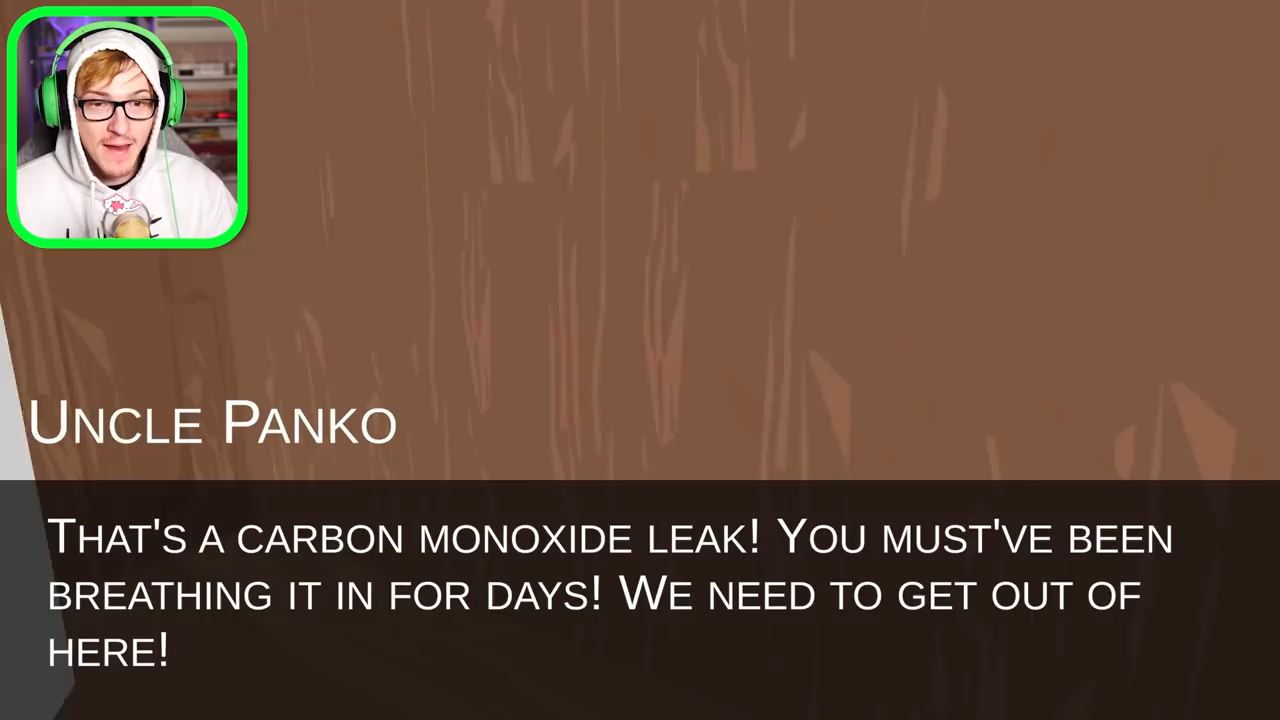 Uncle Panko
That's a carbon monoxide leak! You must've been
breathing it in for days! We need to get out of
here!